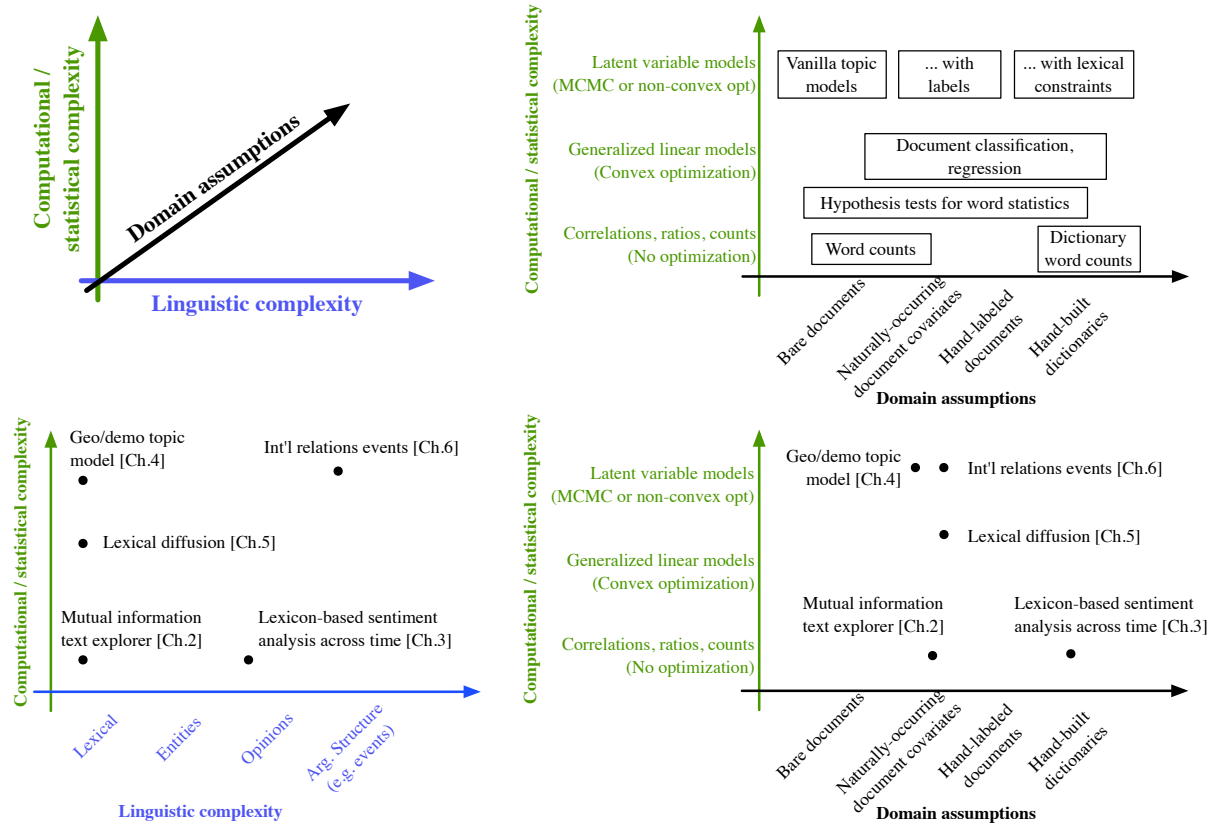 Computational /
statistical complexity
Domain assumptions
Linguistic complexity
Computational / statistical complexity
Latent variable models
(MCMC or non-convex opt)
Generalized linear models
(Convex optimization)
Correlations, ratios, counts
(No optimization)
Vanilla topic
models
... with
labels
... with lexical
constraints
Document classification,
regression
Hypothesis tests for word statistics
Word counts
Dictionary
word counts
Bare documents
Naturally-occurring
document covariates
Hand-labeled
documents
Hand-built
dictionaries
Domain assumptions
Computational / statistical complexity
Geo/demo topic
model [Ch.4]
Int'l relations events [Ch.6]
Lexical diffusion [Ch.5]
Mutual information
text explorer [Ch.2]
Lexicon-based sentiment
analysis across time [Ch.3]
Lexical
Entities
Opinions
Arg. Structure
(e.g. events)
Linguistic complexity
Computational / statistical complexity
Latent variable models
(MCMC or non-convex opt)
Generalized linear models
(Convex optimization)
Correlations, ratios, counts
(No optimization)
Geo/demo topic
model [Ch.4]
Int'l relations events [Ch.6]
Lexical diffusion [Ch.5]
Mutual information
text explorer [Ch.2]
Lexicon-based sentiment
analysis across time [Ch.3]
Bare documents
Naturally-occurring
document covariates
Hand-labeled
documents
Hand-built
dictionaries
Domain assumptions